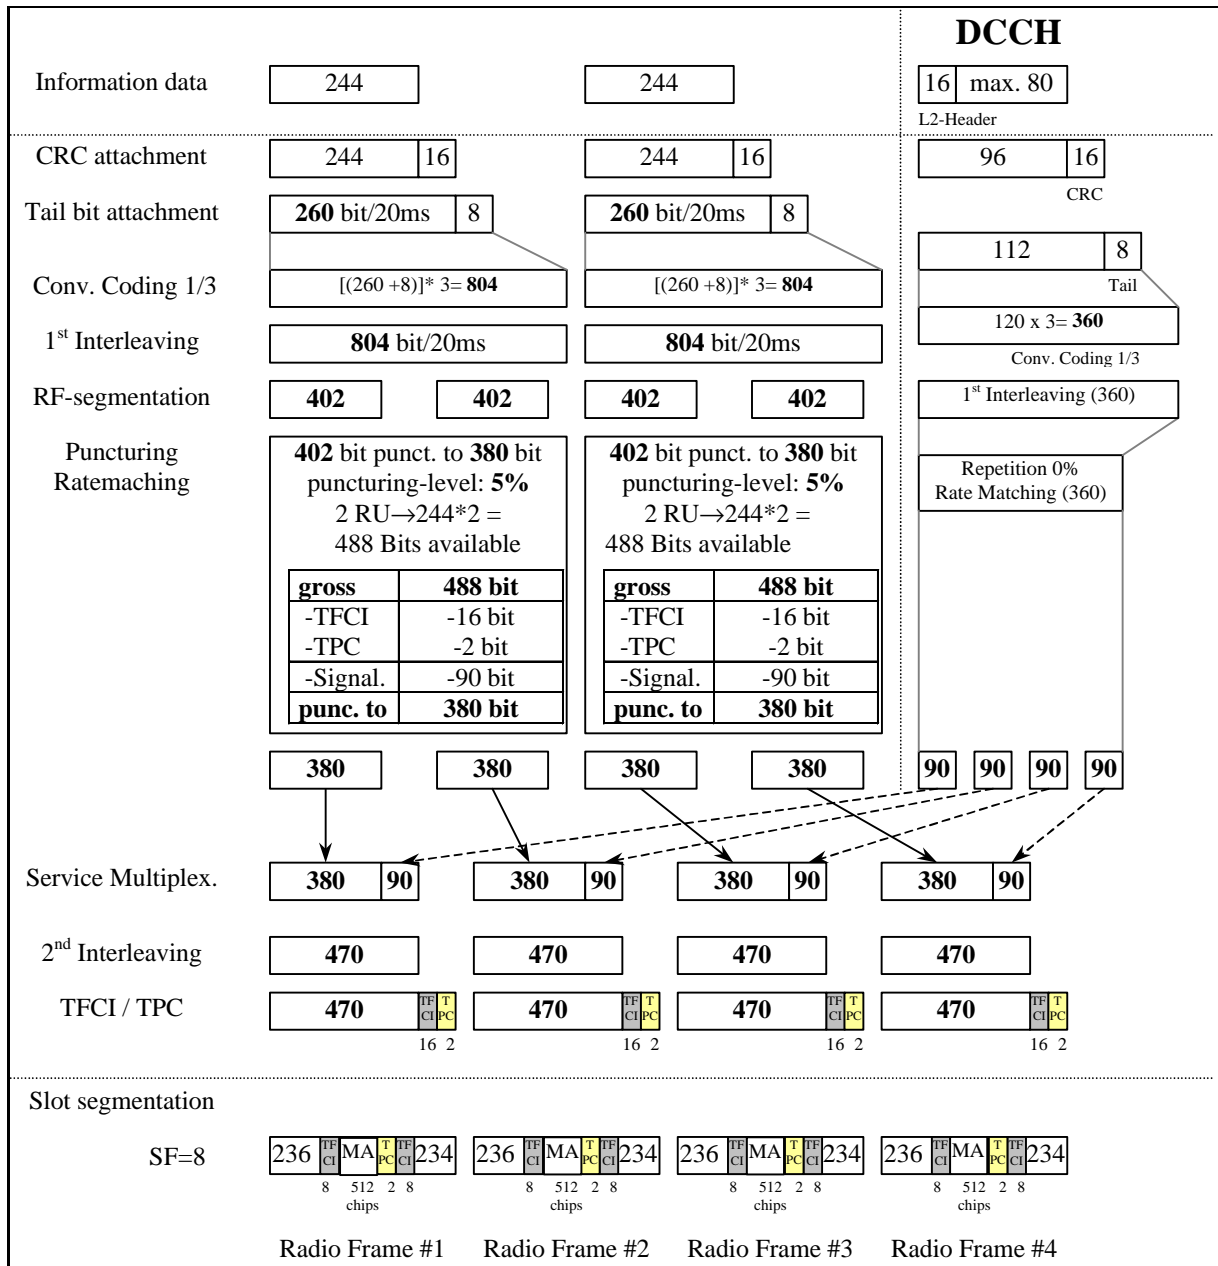 DCCH
Information data 244 244 16 max. 80
L2-Header
CRC attachment 244 16 244 16 96 16
CRC
Tail bit attachment 260 bit/20ms 8 260 bit/20ms 8
112 8
Tail
Conv. Coding 1/3 [(260 +8)]* 3= 804 [(260 +8)]* 3= 804
120 x 3= 360
Conv. Coding 1/3
1st Interleaving 804 bit/20ms 804 bit/20ms
RF-segmentation 402 402 402 402 1st Interleaving (360)
Puncturing
Ratemaching
402 bit punct. to 380 bit
puncturing-level: 5%
2 RU→244*2 =
488 Bits available
gross 488 bit
-TFCI -16 bit
-TPC -2 bit
-Signal. -90 bit
punc. to 380 bit
402 bit punct. to 380 bit
puncturing-level: 5%
2 RU→244*2 =
488 Bits available
gross 488 bit
-TFCI -16 bit
-TPC -2 bit
-Signal. -90 bit
punc. to 380 bit
Repetition 0%
Rate Matching (360)
380 380 380 380 90 90 90 90
Service Multiplex. 380 90 380 90 380 90 380 90
2nd Interleaving 470 470 470 470
TFCI / TPC 470 TF CI T PC 470 TF CI T PC 470 TF CI T PC 470 TF CI T PC
16 2 16 2 16 2 16 2
Slot segmentation
SF=8 236 TF CI MA T PC TF CI 234 236 TF CI MA T PC TF CI 234 236 TF CI MA T PC TF CI 234 236 TF CI MA T PC TF CI 234
8 512 2 8 8 512 2 8 8 512 2 8 8 512 2 8
chips chips chips chips
Radio Frame #1 Radio Frame #2 Radio Frame #3 Radio Frame #4